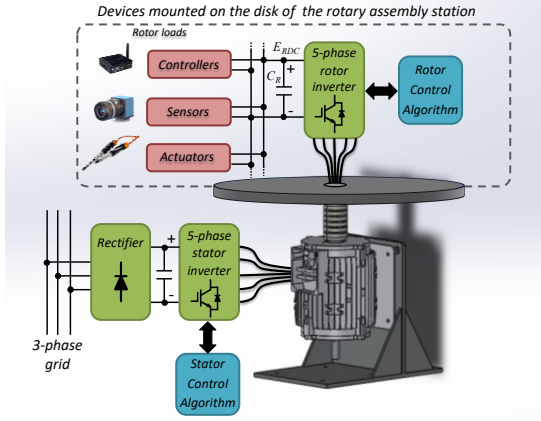 Devices mounted on the disk of the rotary assembly station
Rotor loads
Controllers
Sensors
Actuators
E_RDC
+
C_R
-
5-phase
rotor
inverter
Rotor
Control
Algorithm
Rectifier
+
-
5-phase
stator
inverter
3-phase
grid
Stator
Control
Algorithm